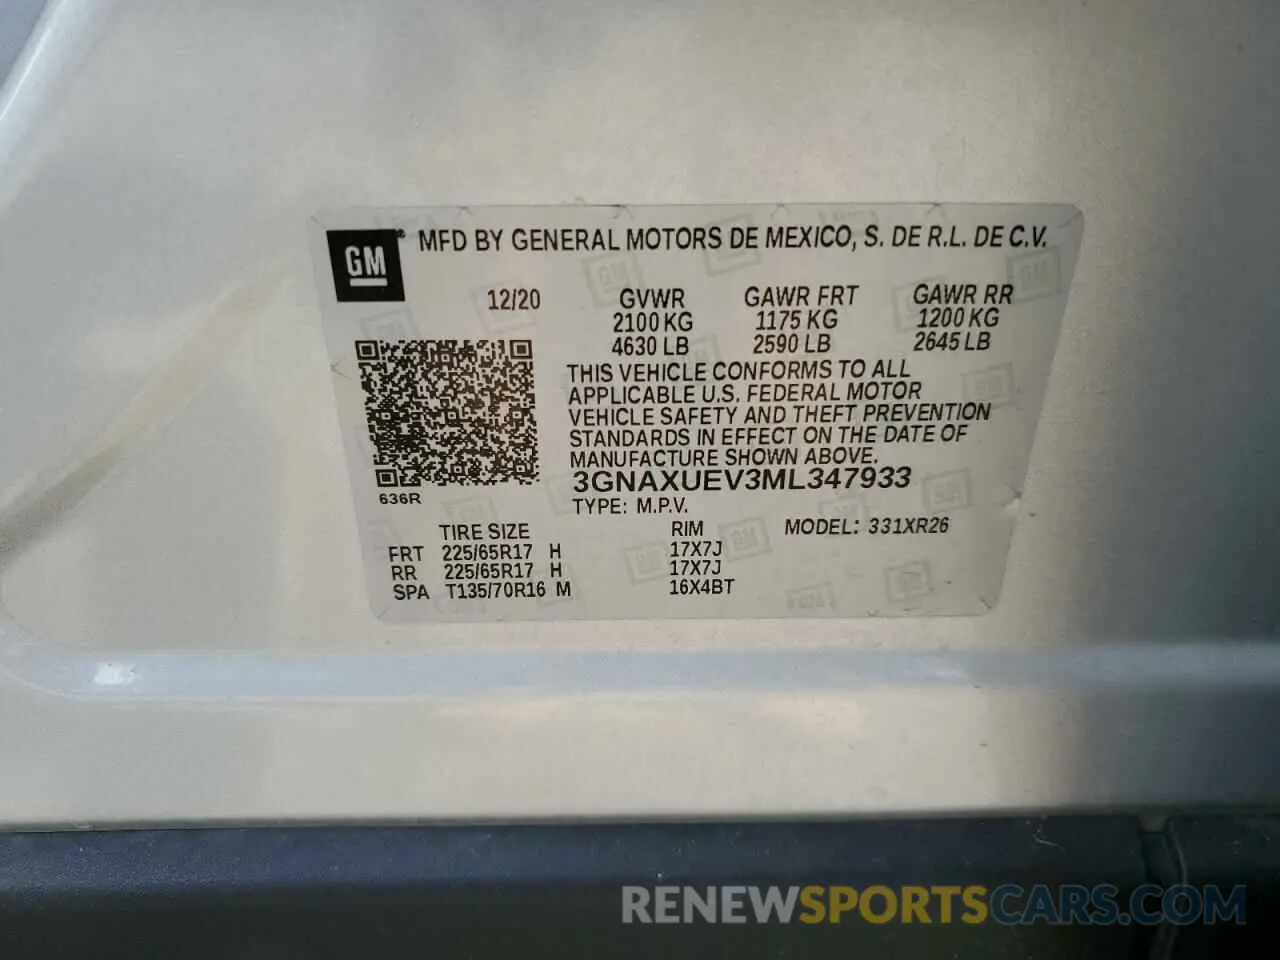 GM® MFD BY GENERAL MOTORS DE MEXICO, S. DE R.L. DE C.V.
12/20 GVWR GAWR FRT GAWR RR
2100 KG 1175 KG 1200 KG
4630 LB 2590 LB 2645 LB
THIS VEHICLE CONFORMS TO ALL
APPLICABLE U.S. FEDERAL MOTOR
VEHICLE SAFETY AND THEFT PREVENTION
STANDARDS IN EFFECT ON THE DATE OF
MANUFACTURE SHOWN ABOVE.
3GNAXUEV3ML347933
636R
TYPE: M.P.V.
TIRE SIZE RIM MODEL: 331XR26
FRT 225/65R17 H 17X7J
RR 225/65R17 H 17X7J
SPA T135/70R16 M 16X4BT
RENEWSPORTSCARS.COM